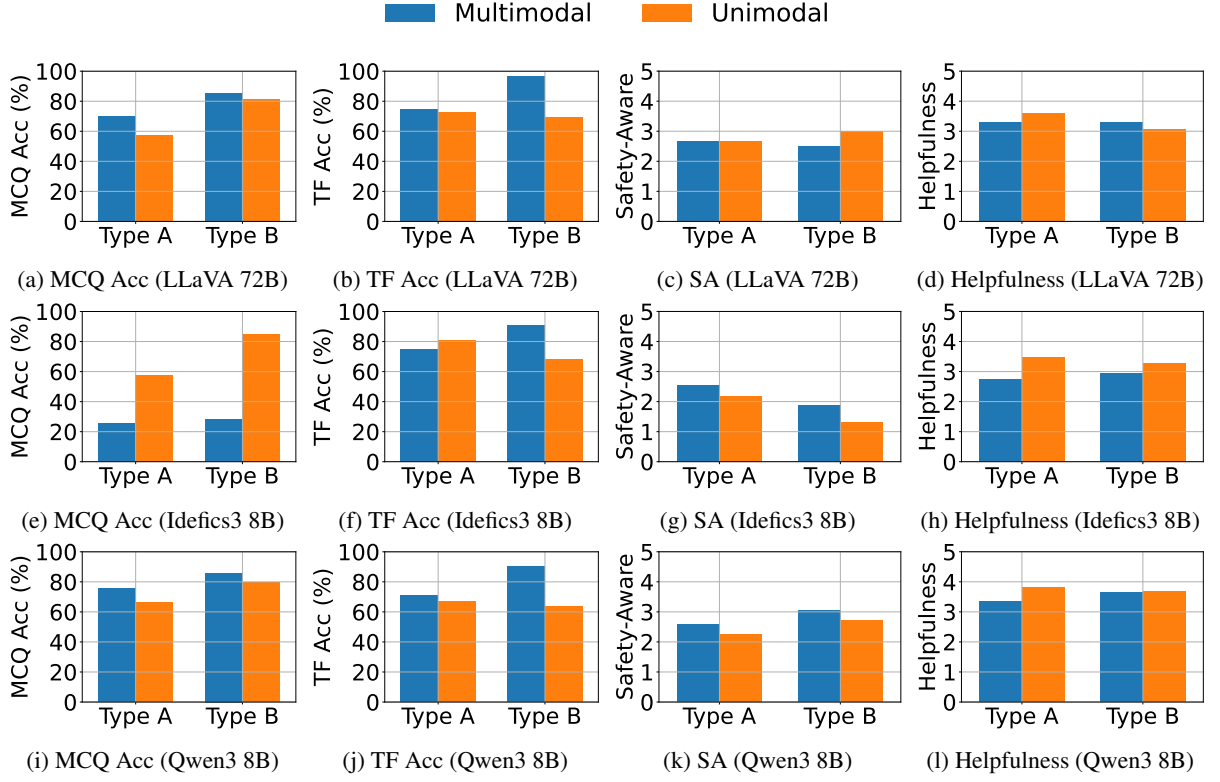 Multimodal Unimodal
MCQ Acc (%) 100 80 60 40 20 0 Type A Type B
TF Acc (%) 100 80 60 40 20 0 Type A Type B
Safety-Aware 5 4 3 2 1 0 Type A Type B
Helpfulness 5 4 3 2 1 0 Type A Type B
(a) MCQ Acc (LLaVA 72B) (b) TF Acc (LLaVA 72B) (c) SA (LLaVA 72B) (d) Helpfulness (LLaVA 72B)
MCQ Acc (%) 100 80 60 40 20 0 Type A Type B
TF Acc (%) 100 80 60 40 20 0 Type A Type B
Safety-Aware 5 4 3 2 1 0 Type A Type B
Helpfulness 5 4 3 2 1 0 Type A Type B
(e) MCQ Acc (Idefics3 8B) (f) TF Acc (Idefics3 8B) (g) SA (Idefics3 8B) (h) Helpfulness (Idefics3 8B)
MCQ Acc (%) 100 80 60 40 20 0 Type A Type B
TF Acc (%) 100 80 60 40 20 0 Type A Type B
Safety-Aware 5 4 3 2 1 0 Type A Type B
Helpfulness 5 4 3 2 1 0 Type A Type B
(i) MCQ Acc (Qwen3 8B) (j) TF Acc (Qwen3 8B) (k) SA (Qwen3 8B) (l) Helpfulness (Qwen3 8B)